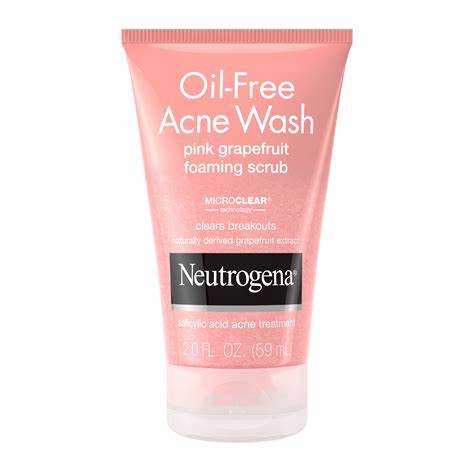 Oil-Free
Acne Wash
pink grapefruit
foaming scrub
MICROCLEAR®
technology
clears breakouts
naturally derived grapefruit extract
Neutrogena®
salicylic acid acne treatment
2.0 FL. OZ. (59 mL)